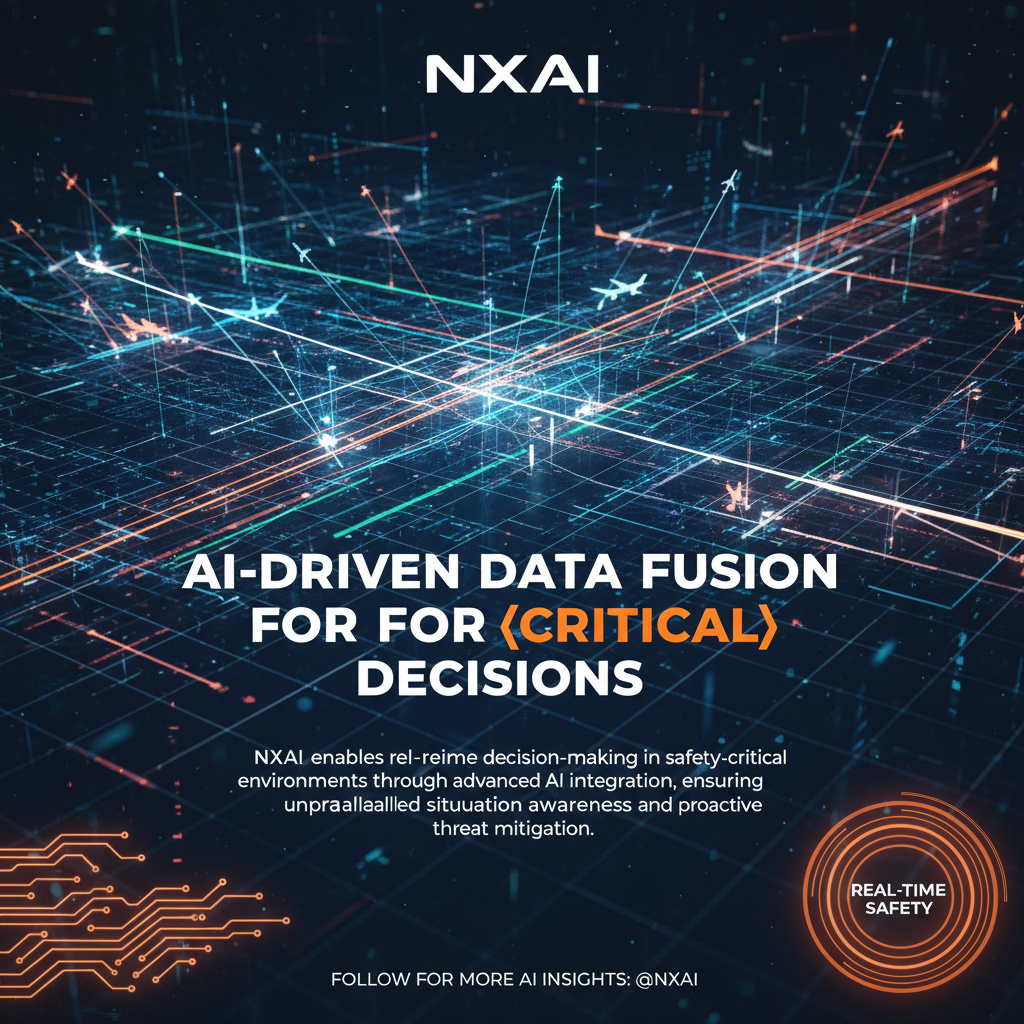 NXAI
AI-DRIVEN DATA FUSION
FOR FOR ⟨CRITICAL⟩
DECISIONS
NXAI enables rel-reime decision-making in safety-critical
environments through advanced AI integration, ensuring
unpraallaallled situuation awareness and proactive
threat mitigation.
REAL-TIME
SAFETY
FOLLOW FOR MORE AI INSIGHTS: @NXAI